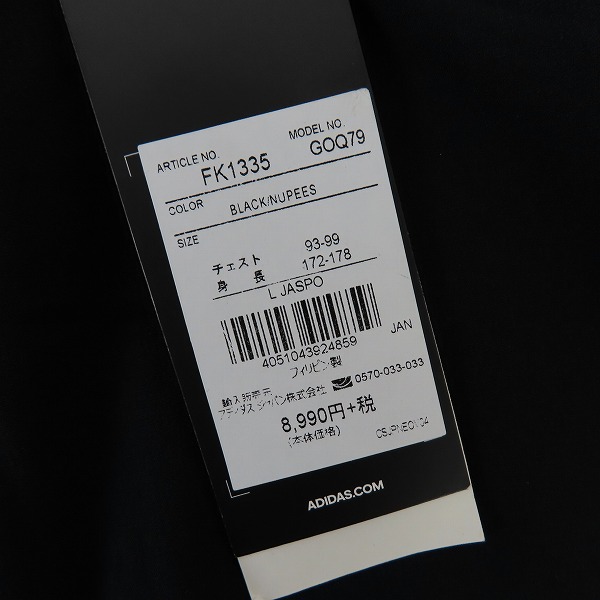 ARTICLE NO. MODEL NO.
FK1335 GOQ79
COLOR BLACK/NUPEES
SIZE
チェスト 93-99
身長 172-178
L JASPO
JAN
4051043924859
フィリピン製
輸入販売元
アディダス ジャパン株式会社 0570-033-033
8,990円+税
(本体価格)
ADIDAS.COM